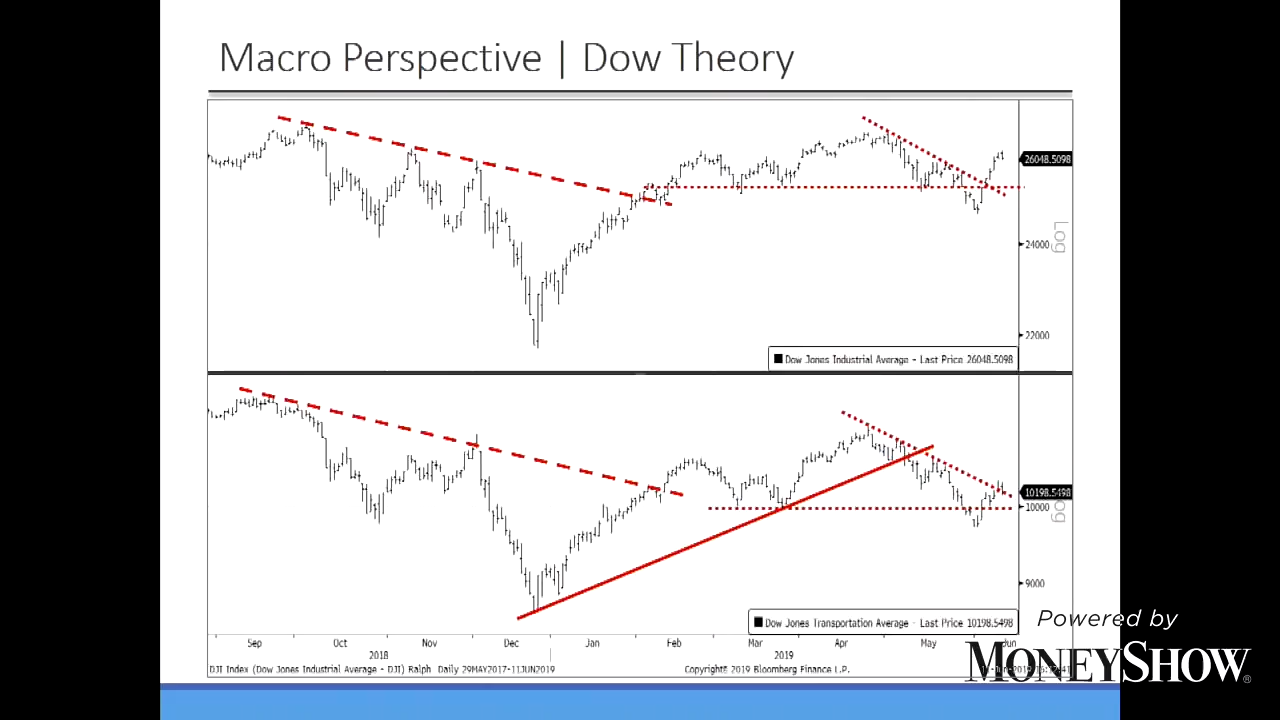 Macro Perspective | Dow Theory
26048.5098
24000
Log
22000
Dow Jones Industrial Average - Last Price 26048.5098
10198.5498
10000
9000
Dow Jones Transportation Average - Last Price 10198.5498
Powered by
MONEYSHOW®
Sep Oct Nov Dec Jan Feb Mar Apr May Jun
2018 2019
DJI Index (Dow Jones Industrial Average - DJI) Ralph Daily 29MAY2017-11JUN2019 Copyright© 2019 Bloomberg Finance L.P.